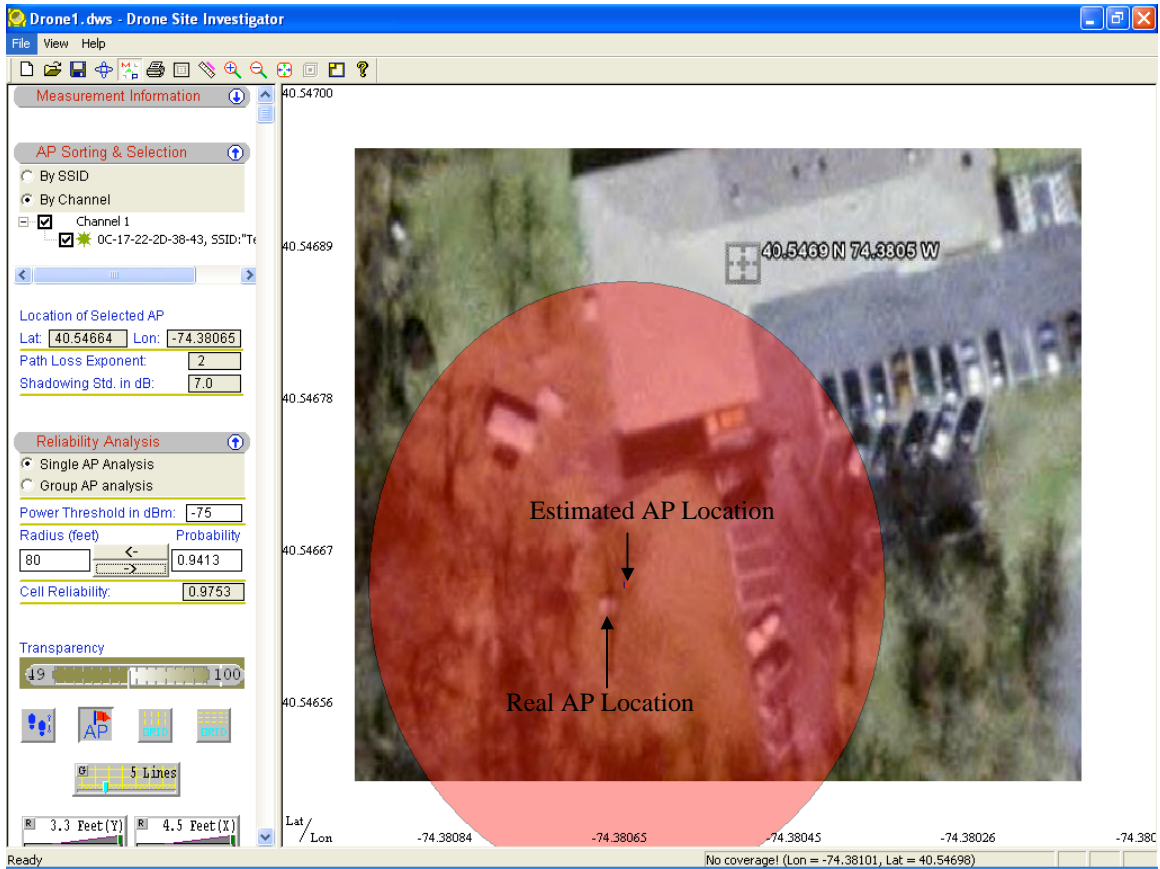 Drone1.dws - Drone Site Investigator
File View Help
Measurement Information
AP Sorting & Selection
By SSID
By Channel
Channel 1
0C-17-22-2D-38-43, SSID:"Te
Location of Selected AP
Lat: 40.54664 Lon: -74.38065
Path Loss Exponent: 2
Shadowing Std. in dB: 7.0
Reliability Analysis
Single AP Analysis
Group AP analysis
Power Threshold in dBm: -75
Radius (feet) Probability
80 <- -> 0.9413
Cell Reliability: 0.9753
Transparency
49 100
AP GRID GRID
G 5 Lines
R 3.3 Feet(Y) R 4.5 Feet(X)
40.54700
40.54689
40.54678
40.54667
40.54656
40.5469 N 74.3805 W
Estimated AP Location
Real AP Location
Lat/Lon -74.38084 -74.38065 -74.38045 -74.38026 -74.380
Ready No coverage! (Lon = -74.38101, Lat = 40.54698)